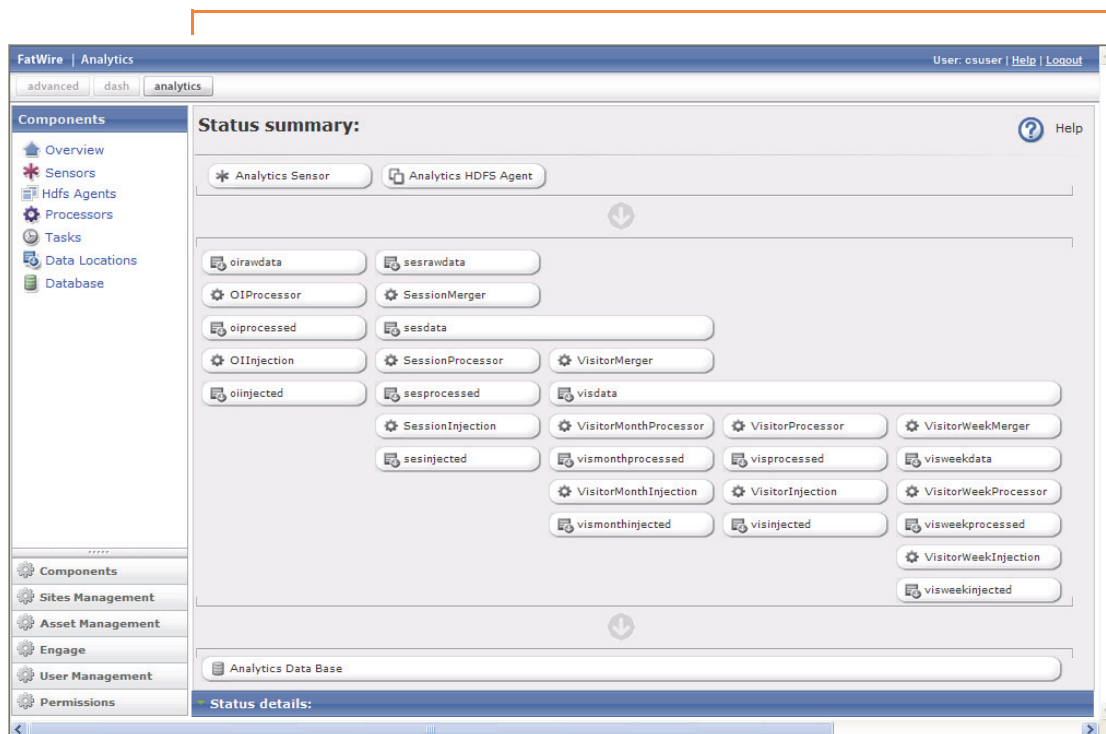 FatWire | Analytics
User: csuser | Help | Logout
advanced dash analytics
Components
Overview
Sensors
Hdfs Agents
Processors
Tasks
Data Locations
Database
Components
Sites Management
Asset Management
Engage
User Management
Permissions
Status summary:
Help
Analytics Sensor Analytics HDFS Agent
oirawdata sesrawdata
OIProcessor SessionMerger
oiprocessed sesdata
OIInjection SessionProcessor VisitorMerger
oiinjected sesprocessed visdata
SessionInjection VisitorMonthProcessor VisitorProcessor VisitorWeekMerger
sesinjected vismonthprocessed visprocessed visweekdata
VisitorMonthInjection VisitorInjection VisitorWeekProcessor
vismonthinjected visinjected visweekprocessed
VisitorWeekInjection
visweekinjected
Analytics Data Base
Status details: